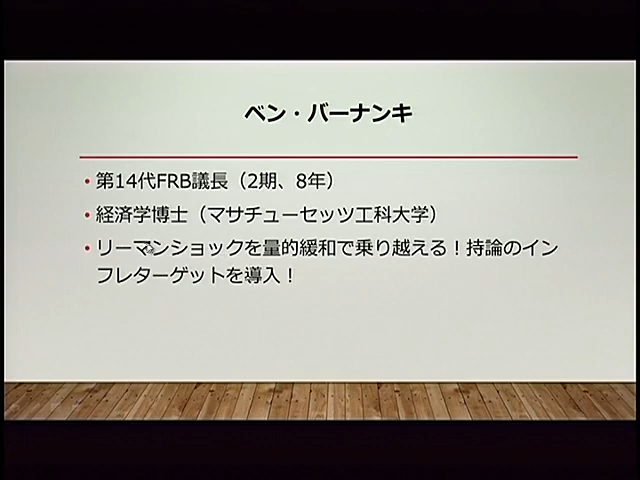 ベン・バーナンキ
• 第14代FRB議長（2期、8年）
• 経済学博士（マサチューセッツ工科大学）
• リーマンショックを量的緩和で乗り越える！持論のイン
フレターゲットを導入！